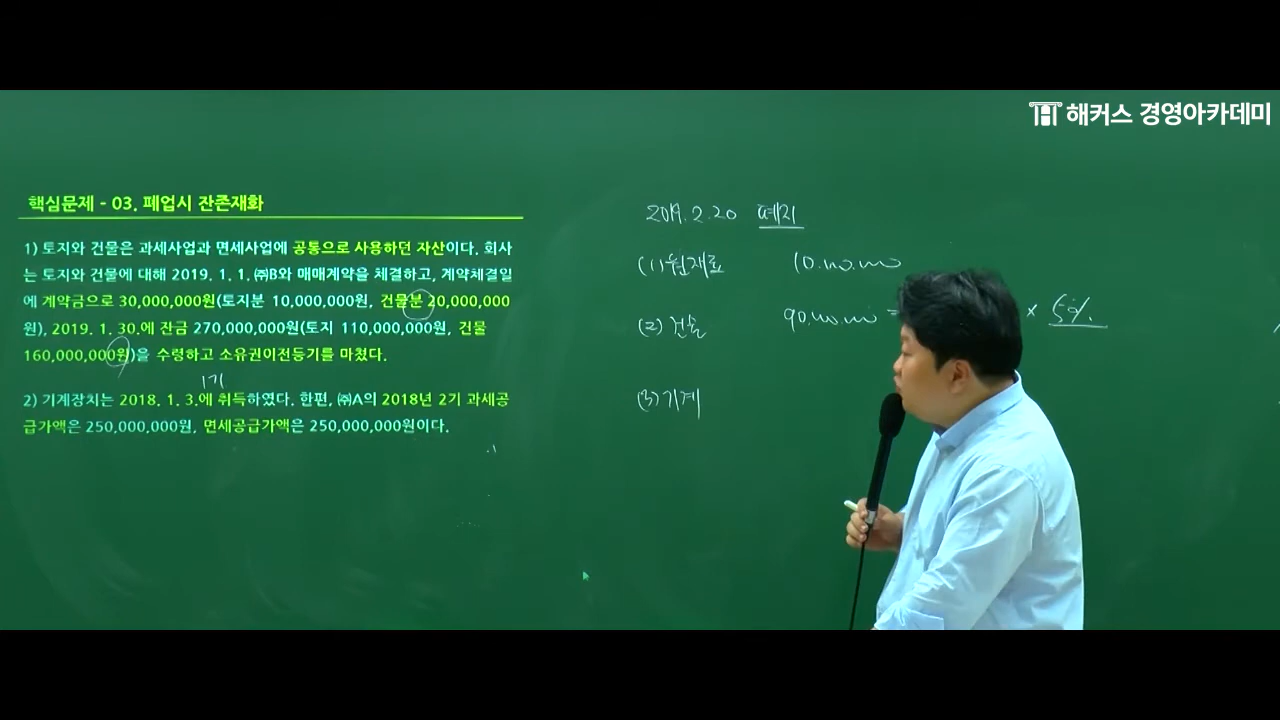 해커스 경영아카데미
핵심문제 - 03. 폐업시 잔존재화
1) 토지와 건물은 과세사업과 면세사업에 공통으로 사용하던 자산이다. 회사
는 토지와 건물에 대해 2019. 1. 1. ㈜B와 매매계약을 체결하고, 계약체결일
에 계약금으로 30,000,000원(토지분 10,000,000원, 건물분 20,000,000
원), 2019. 1. 30.에 잔금 270,000,000원(토지 110,000,000원, 건물
160,000,000원)을 수령하고 소유권이전등기를 마쳤다.
1기
2) 기계장치는 2018. 1. 3.에 취득하였다. 한편, ㈜A의 2018년 2기 과세공
급가액은 250,000,000원, 면세공급가액은 250,000,000원이다.
2019. 2. 20 폐지
(1) 원재료 10.000.000
(2) 건물 90.000.000 = × 5%.
(3) 기계